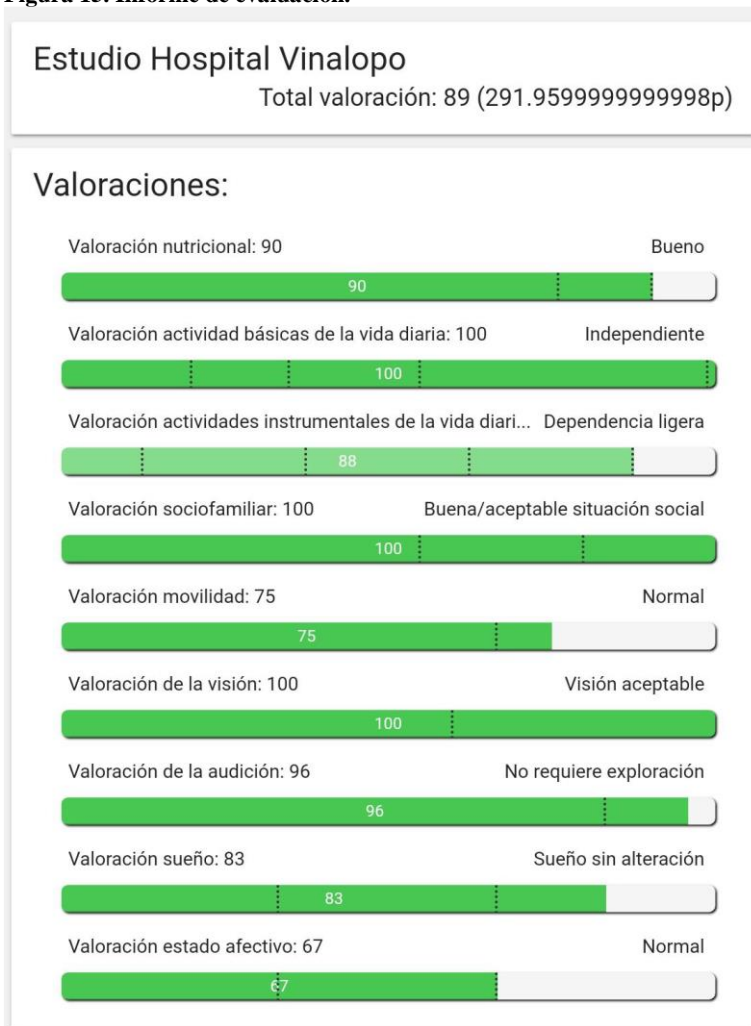 Figura 15. Informe de evaluación.
Estudio Hospital Vinalopo
Total valoración: 89 (291.9599999999998p)
Valoraciones:
Valoración nutricional: 90 Bueno
90
Valoración actividad básicas de la vida diaria: 100 Independiente
100
Valoración actividades instrumentales de la vida diari... Dependencia ligera
88
Valoración sociofamiliar: 100 Buena/aceptable situación social
100
Valoración movilidad: 75 Normal
75
Valoración de la visión: 100 Visión aceptable
100
Valoración de la audición: 96 No requiere exploración
96
Valoración sueño: 83 Sueño sin alteración
83
Valoración estado afectivo: 67 Normal
67